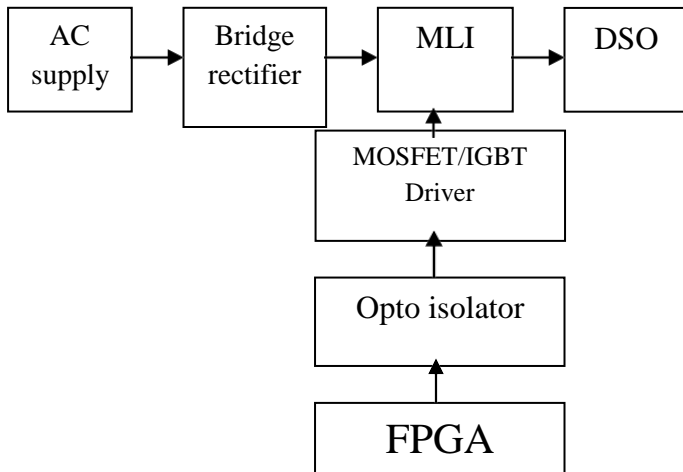 AC
supply
Bridge
rectifier
MLI
DSO
MOSFET/IGBT
Driver
Opto isolator
FPGA